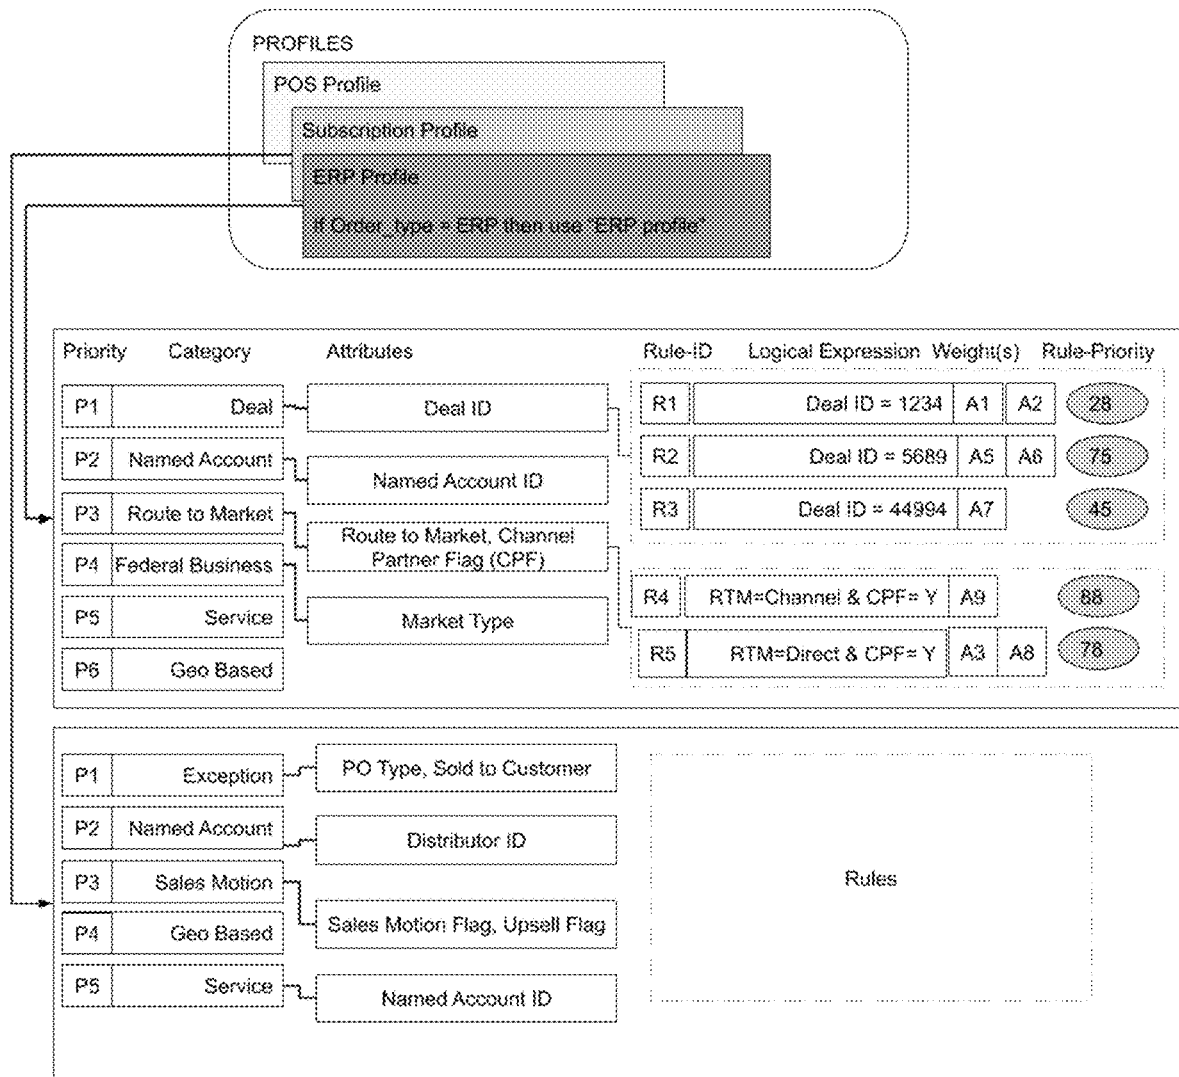 PROFILES
POS Profile
Subscription Profile
ERP Profile
If Order_type = ERP then use "ERP profile"
Priority Category Attributes Rule-ID Logical Expression Weight(s) Rule-Priority
P1 Deal Deal ID R1 Deal ID = 1234 A1 A2 28
P2 Named Account Named Account ID R2 Deal ID = 5689 A5 A6 75
P3 Route to Market Route to Market, Channel R3 Deal ID = 44994 A7 45
Partner Flag (CPF)
P4 Federal Business Market Type R4 RTM=Channel & CPF= Y A9 88
P5 Service R5 RTM=Direct & CPF= Y A3 A8 78
P6 Geo Based
P1 Exception PO Type, Sold to Customer
P2 Named Account Distributor ID
P3 Sales Motion Sales Motion Flag, Upsell Flag Rules
P4 Geo Based
P5 Service Named Account ID